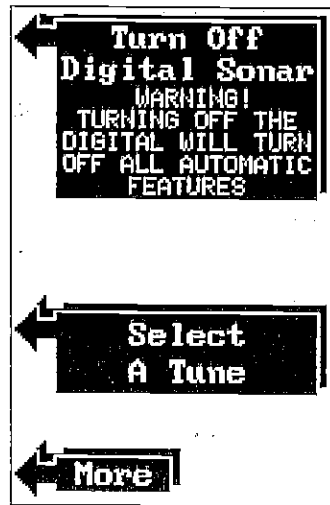 Turn Off
Digital Sonar
WARNING!
TURNING OFF THE
DIGITAL WILL TURN
OFF ALL AUTOMATIC
FEATURES
Select
A Tune
More